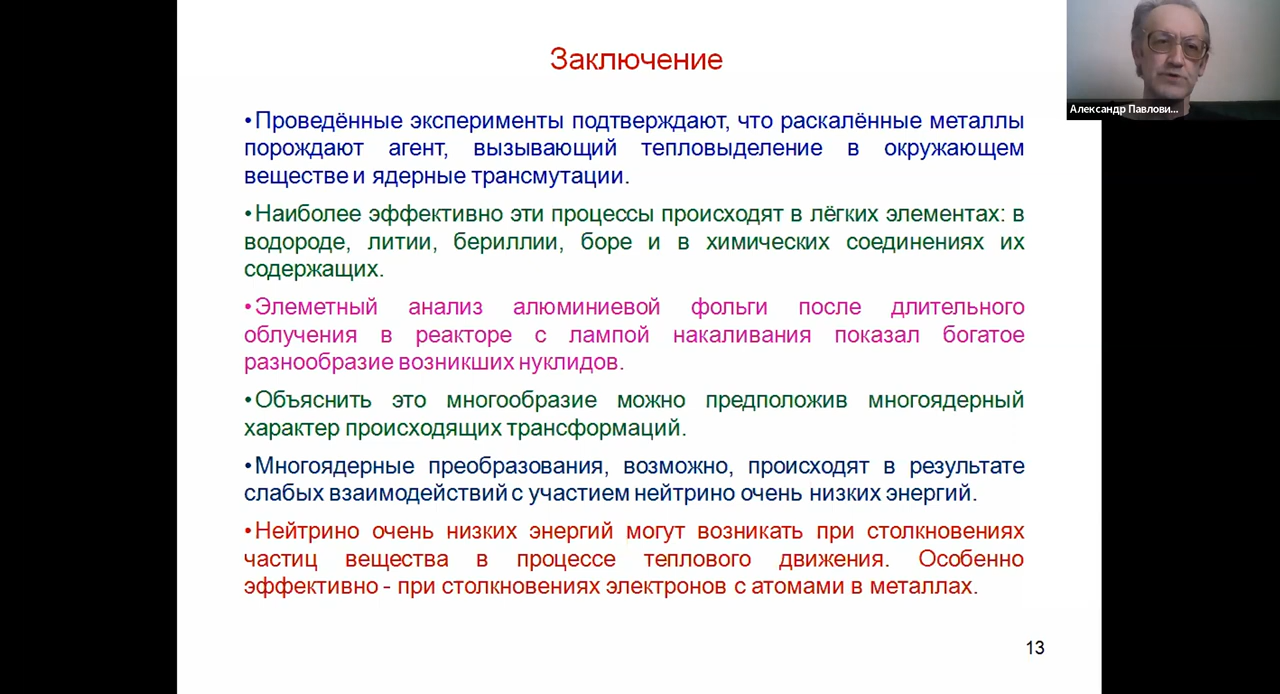 Заключение
Александр Павлови...
•Проведённые эксперименты подтверждают, что раскалённые металлы
порождают агент, вызывающий тепловыделение в окружающем
веществе и ядерные трансмутации.
•Наиболее эффективно эти процессы происходят в лёгких элементах: в
водороде, литии, бериллии, боре и в химических соединениях их
содержащих.
•Элеметный анализ алюминиевой фольги после длительного
облучения в реакторе с лампой накаливания показал богатое
разнообразие возникших нуклидов.
•Объяснить это многообразие можно предположив многоядерный
характер происходящих трансформаций.
•Многоядерные преобразования, возможно, происходят в результате
слабых взаимодействий с участием нейтрино очень низких энергий.
•Нейтрино очень низких энергий могут возникать при столкновениях
частиц вещества в процессе теплового движения. Особенно
эффективно - при столкновениях электронов с атомами в металлах.
13